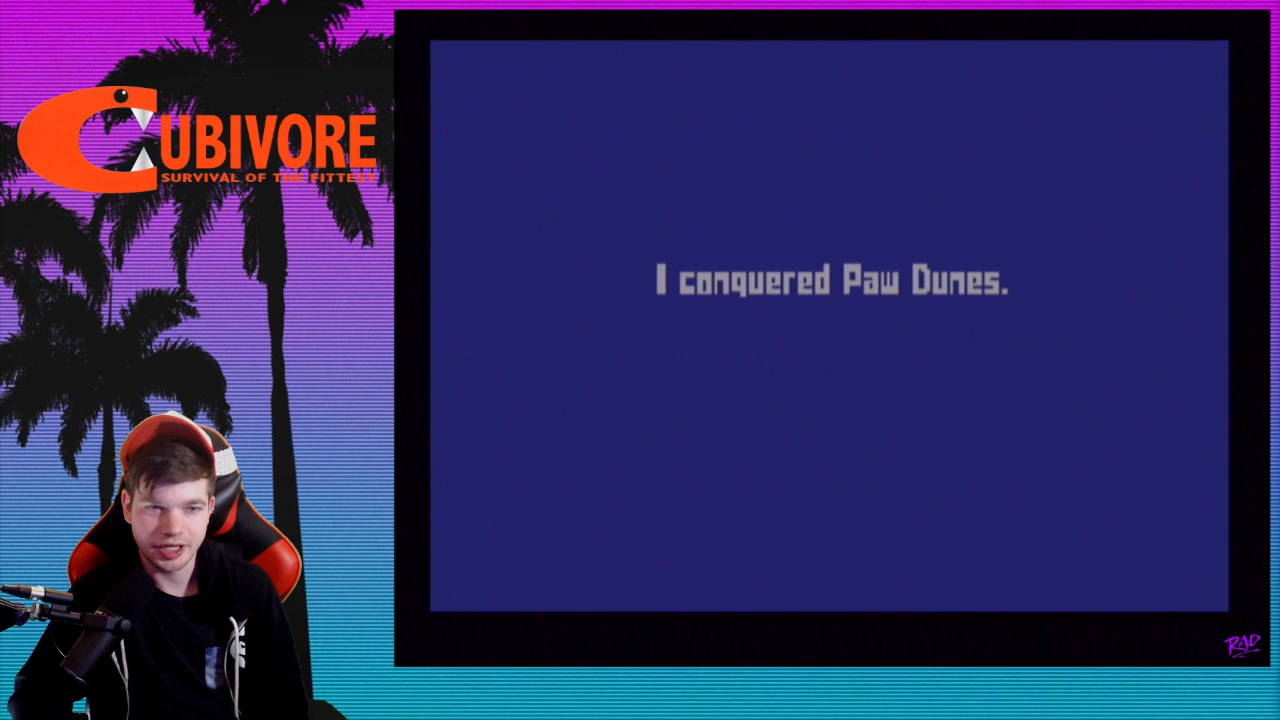 CUBIVORE
SURVIVAL OF THE FITTEST
I conquered Paw Dunes.
RAD